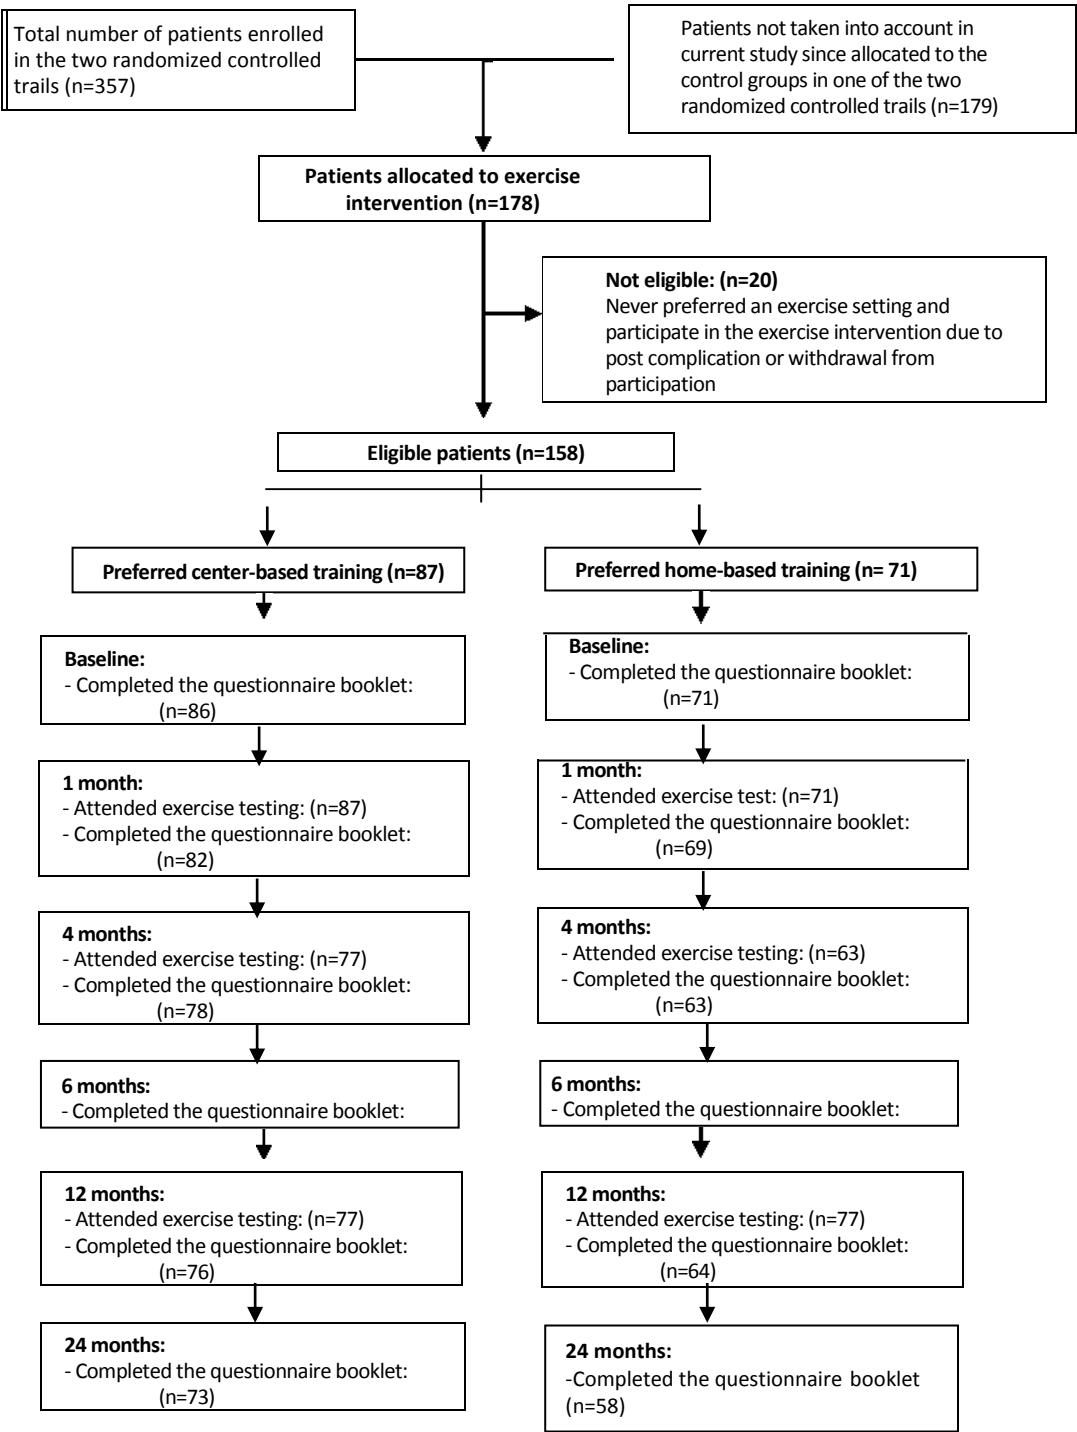 Total number of patients enrolled
in the two randomized controlled
trails (n=357)
Patients not taken into account in
current study since allocated to the
control groups in one of the two
randomized controlled trails (n=179)
Patients allocated to exercise
intervention (n=178)
Not eligible: (n=20)
Never preferred an exercise setting and
participate in the exercise intervention due to
post complication or withdrawal from
participation
Eligible patients (n=158)
Preferred center-based training (n=87)
Preferred home-based training (n= 71)
Baseline:
- Completed the questionnaire booklet:
(n=86)
Baseline:
- Completed the questionnaire booklet:
(n=71)
1 month:
- Attended exercise testing: (n=87)
- Completed the questionnaire booklet:
(n=82)
1 month:
- Attended exercise test: (n=71)
- Completed the questionnaire booklet:
(n=69)
4 months:
- Attended exercise testing: (n=77)
- Completed the questionnaire booklet:
(n=78)
4 months:
- Attended exercise testing: (n=63)
- Completed the questionnaire booklet:
(n=63)
6 months:
- Completed the questionnaire booklet:
6 months:
- Completed the questionnaire booklet:
12 months:
- Attended exercise testing: (n=77)
- Completed the questionnaire booklet:
(n=76)
12 months:
- Attended exercise testing: (n=77)
- Completed the questionnaire booklet:
(n=64)
24 months:
- Completed the questionnaire booklet:
(n=73)
24 months:
-Completed the questionnaire booklet
(n=58)